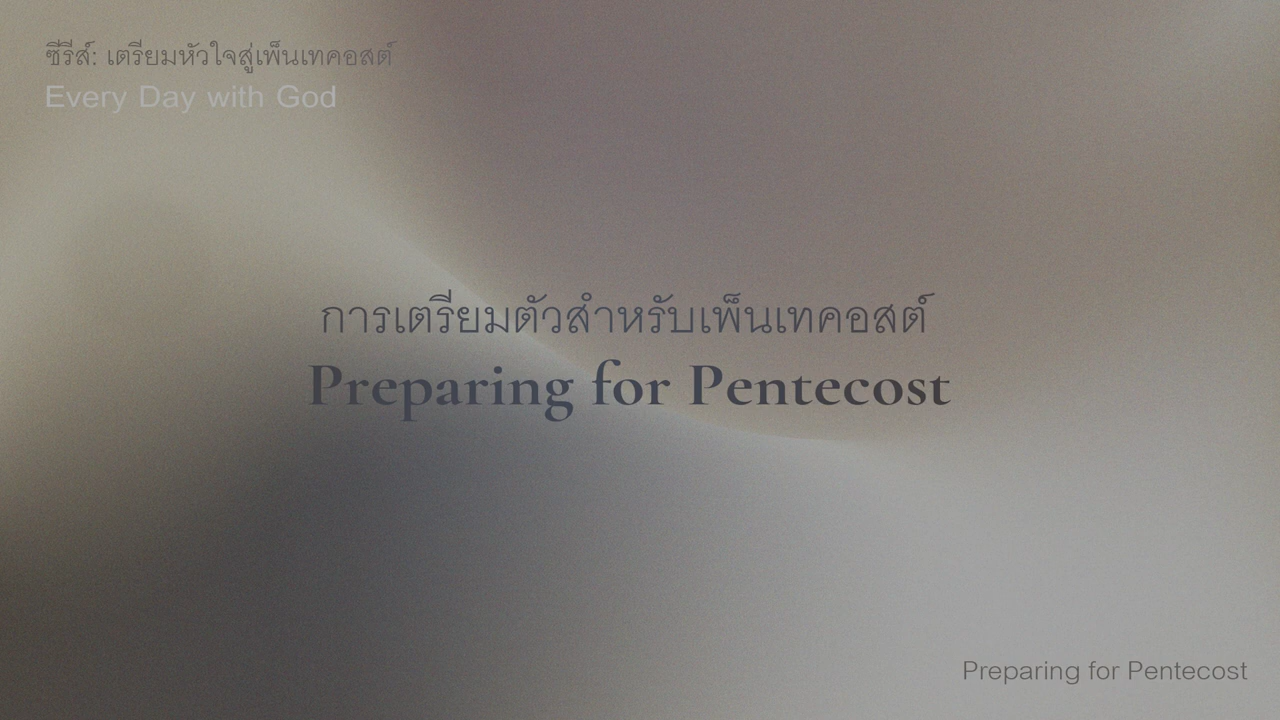 ซีรีส์: เตรียมหัวใจสู่เพ็นเทคอสต์
Every Day with God
การเตรียมตัวสำหรับเพ็นเทคอสต์
Preparing for Pentecost
Preparing for Pentecost